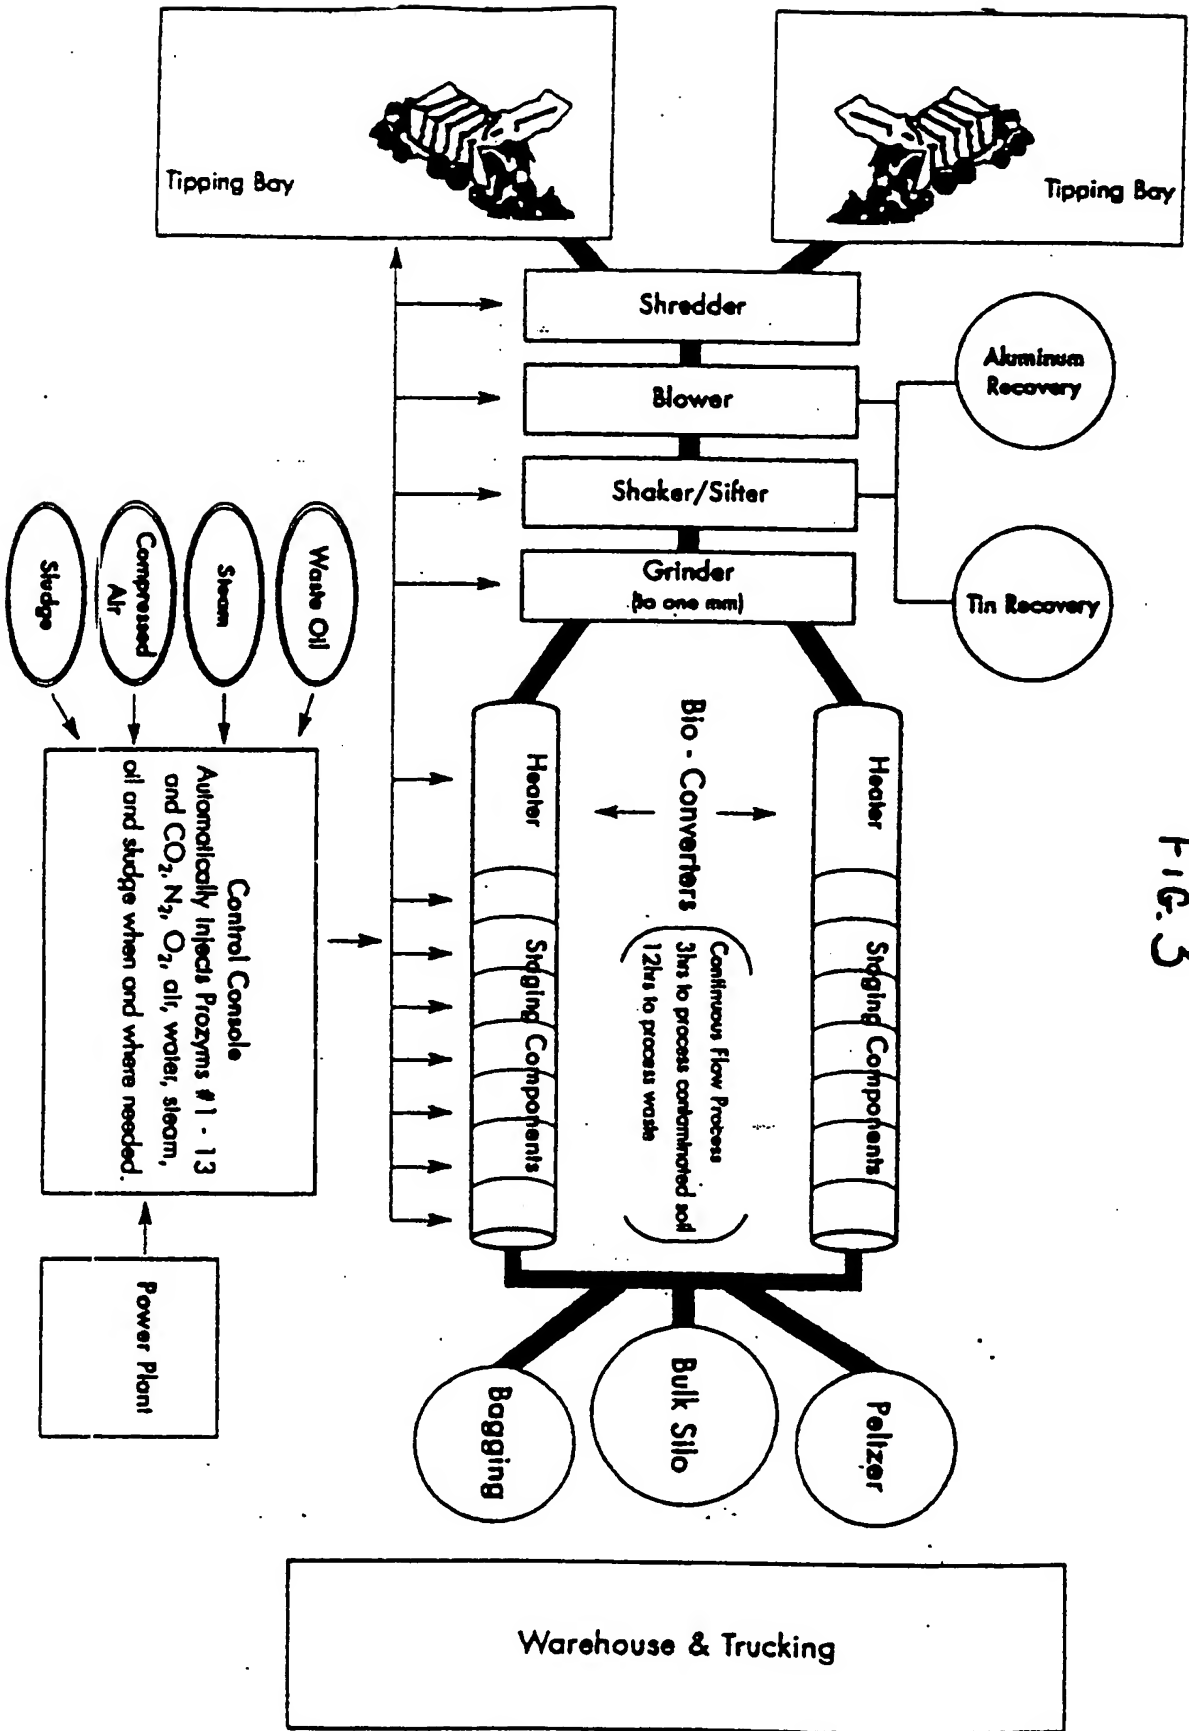 Tipping Bay
Tipping Bay
Shredder
Blower
Shaker/Sifter
Grinder
(to one mm)
Aluminum
Recovery
Tin Recovery
FIG. 3
Waste Oil
Steam
Compressed
Air
Sludge
Control Console
Automatically Injects Prozyms #1 - 13
and CO₂, N₂, O₂, air, water, steam,
oil and sludge when and where needed.
Power Plant
Heater
Staging Components
Bio - Converters
Continuous Flow Process
3hrs to process contaminated soil
12hrs to process waste
Heater
Staging Components
Peltzer
Bulk Silo
Bagging
Warehouse & Trucking